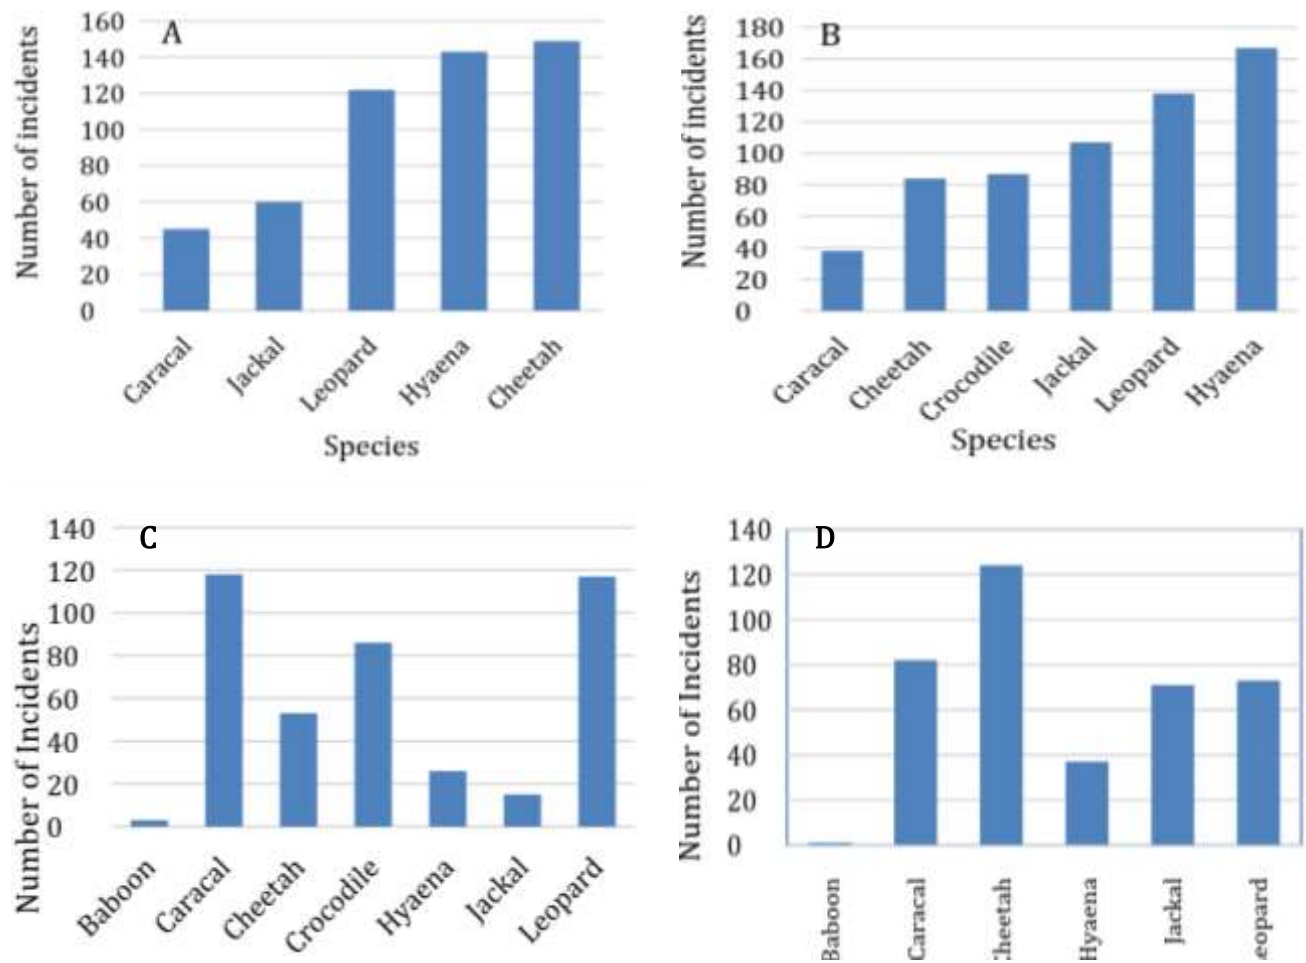 A
Number of incidents
160
140
120
100
80
60
40
20
0
Caracal
Jackal
Leopard
Hyaena
Cheetah
Species
B
Number of incidents
180
160
140
120
100
80
60
40
20
0
Caracal
Cheetah
Crocodile
Jackal
Leopard
Hyaena
Species
C
Number of Incidents
140
120
100
80
60
40
20
0
Baboon
Caracal
Cheetah
Crocodile
Hyaena
Jackal
Leopard
D
Number of Incidents
140
120
100
80
60
40
20
0
Baboon
Caracal
Cheetah
Hyaena
Jackal
eopard